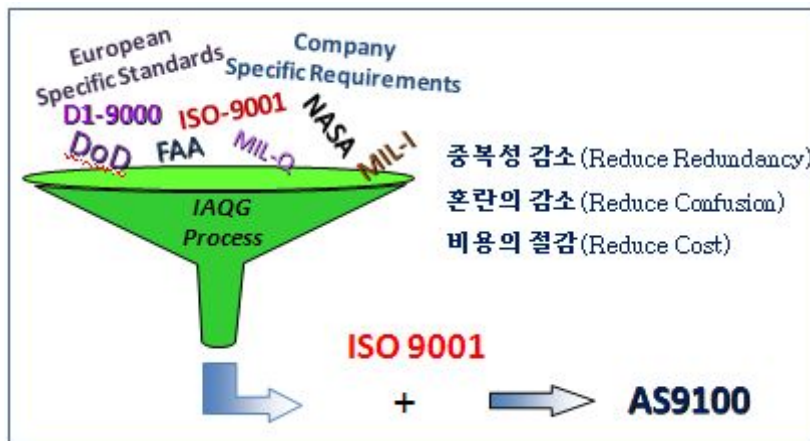 European
Specific Standards
Company
Specific Requirements
D1-9000
ISO-9001
NASA
DoD
FAA
MIL-Q
MIL-I
IAQG
Process
중복성 감소(Reduce Redundancy)
혼란의 감소(Reduce Confusion)
비용의 절감(Reduce Cost)
ISO 9001
+
AS9100